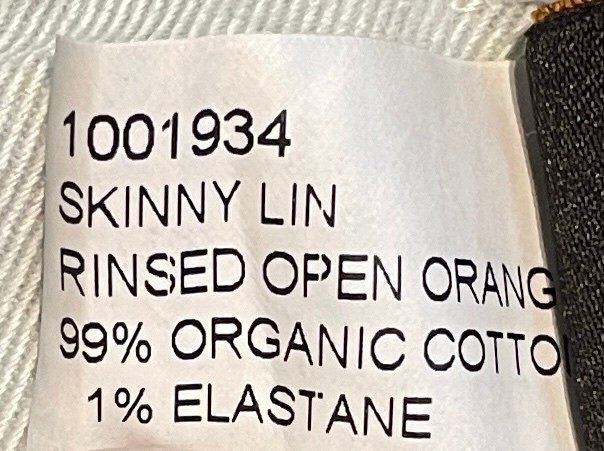 1001934
SKINNY LIN
RINSED OPEN ORANG
99% ORGANIC COTTO
1% ELASTANE